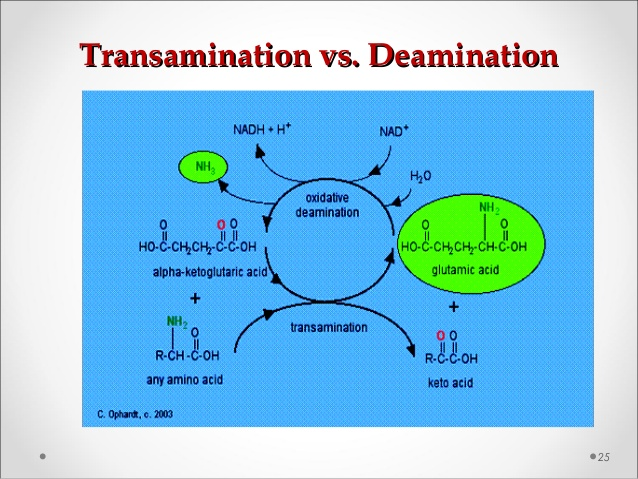 Transamination vs. Deamination
NADH + H+
NAD+
NH3
H2O
oxidative
deamination
O O O
HO-C-CH2CH2-C-C-OH
alpha-ketoglutaric acid
NH2
O O
HO-C-CH2CH2-CH-C-OH
glutamic acid
+
+
NH2
O
R-CH-C-OH
any amino acid
transamination
O O
R-C-C-OH
keto acid
C. Ophardt, c. 2003
25